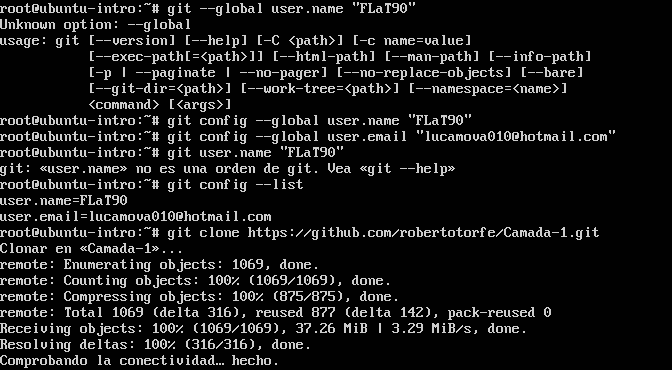 root@ubuntu-intro:~# git --global user.name "FLaT90"
Unknown option: --global
usage: git [--version] [--help] [-C <path>] [-c name=value]
[--exec-path[=<path>]] [--html-path] [--man-path] [--info-path]
[-p | --paginate | --no-pager] [--no-replace-objects] [--bare]
[--git-dir=<path>] [--work-tree=<path>] [--namespace=<name>]
<command> [<args>]
root@ubuntu-intro:~# git config --global user.name "FLaT90"
root@ubuntu-intro:~# git config --global user.email "lucamova010@hotmail.com"
root@ubuntu-intro:~# git user.name "FLaT90"
git: «user.name» no es una orden de git. Vea «git --help»
root@ubuntu-intro:~# git config --list
user.name=FLaT90
user.email=lucamova010@hotmail.com
root@ubuntu-intro:~# git clone https://github.com/robertotorfe/Camada-1.git
Clonar en «Camada-1»...
remote: Enumerating objects: 1069, done.
remote: Counting objects: 100% (1069/1069), done.
remote: Compressing objects: 100% (875/875), done.
remote: Total 1069 (delta 316), reused 877 (delta 142), pack-reused 0
Receiving objects: 100% (1069/1069), 37.26 MiB | 3.29 MiB/s, done.
Resolving deltas: 100% (316/316), done.
Comprobando la conectividad… hecho.